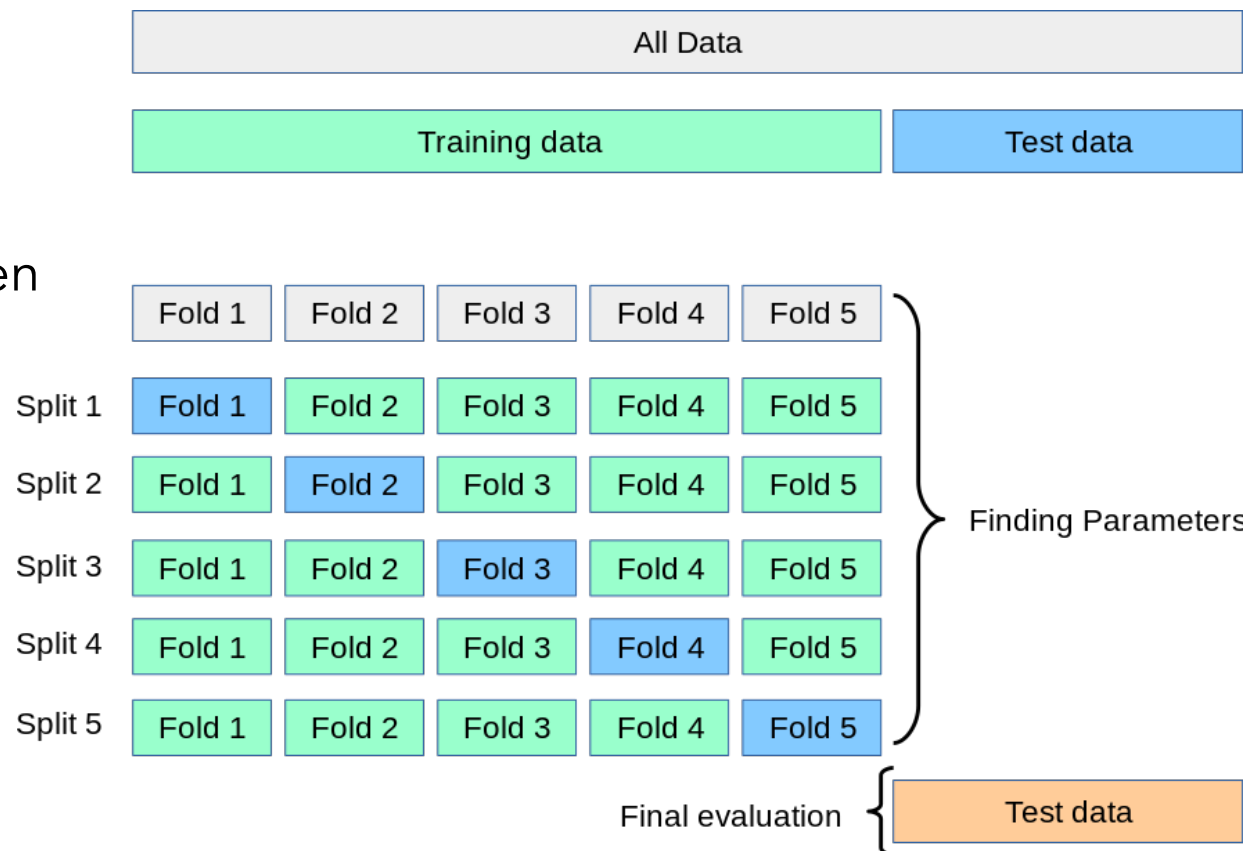 All Data
Training data Test data
en
Fold 1 Fold 2 Fold 3 Fold 4 Fold 5
Split 1 Fold 1 Fold 2 Fold 3 Fold 4 Fold 5
Split 2 Fold 1 Fold 2 Fold 3 Fold 4 Fold 5
Finding Parameters
Split 3 Fold 1 Fold 2 Fold 3 Fold 4 Fold 5
Split 4 Fold 1 Fold 2 Fold 3 Fold 4 Fold 5
Split 5 Fold 1 Fold 2 Fold 3 Fold 4 Fold 5
Final evaluation Test data